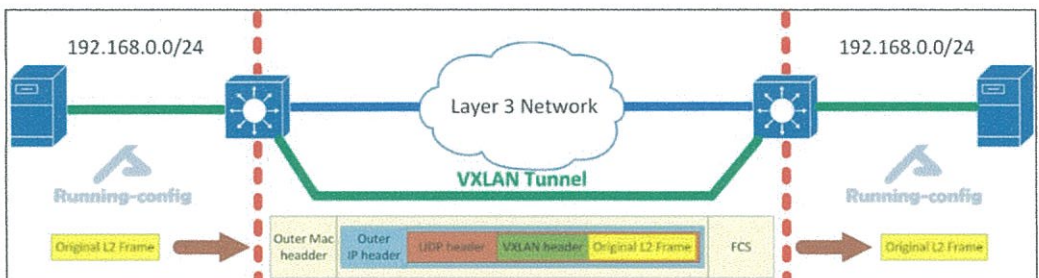 192.168.0.0/24
192.168.0.0/24
Layer 3 Network
VXLAN Tunnel
Running-config
Running-config
Original L2 Frame
Outer Mac
headder
Outer
IP header
UDP header
VXLAN header
Original L2 Frame
FCS
Original L2 Frame